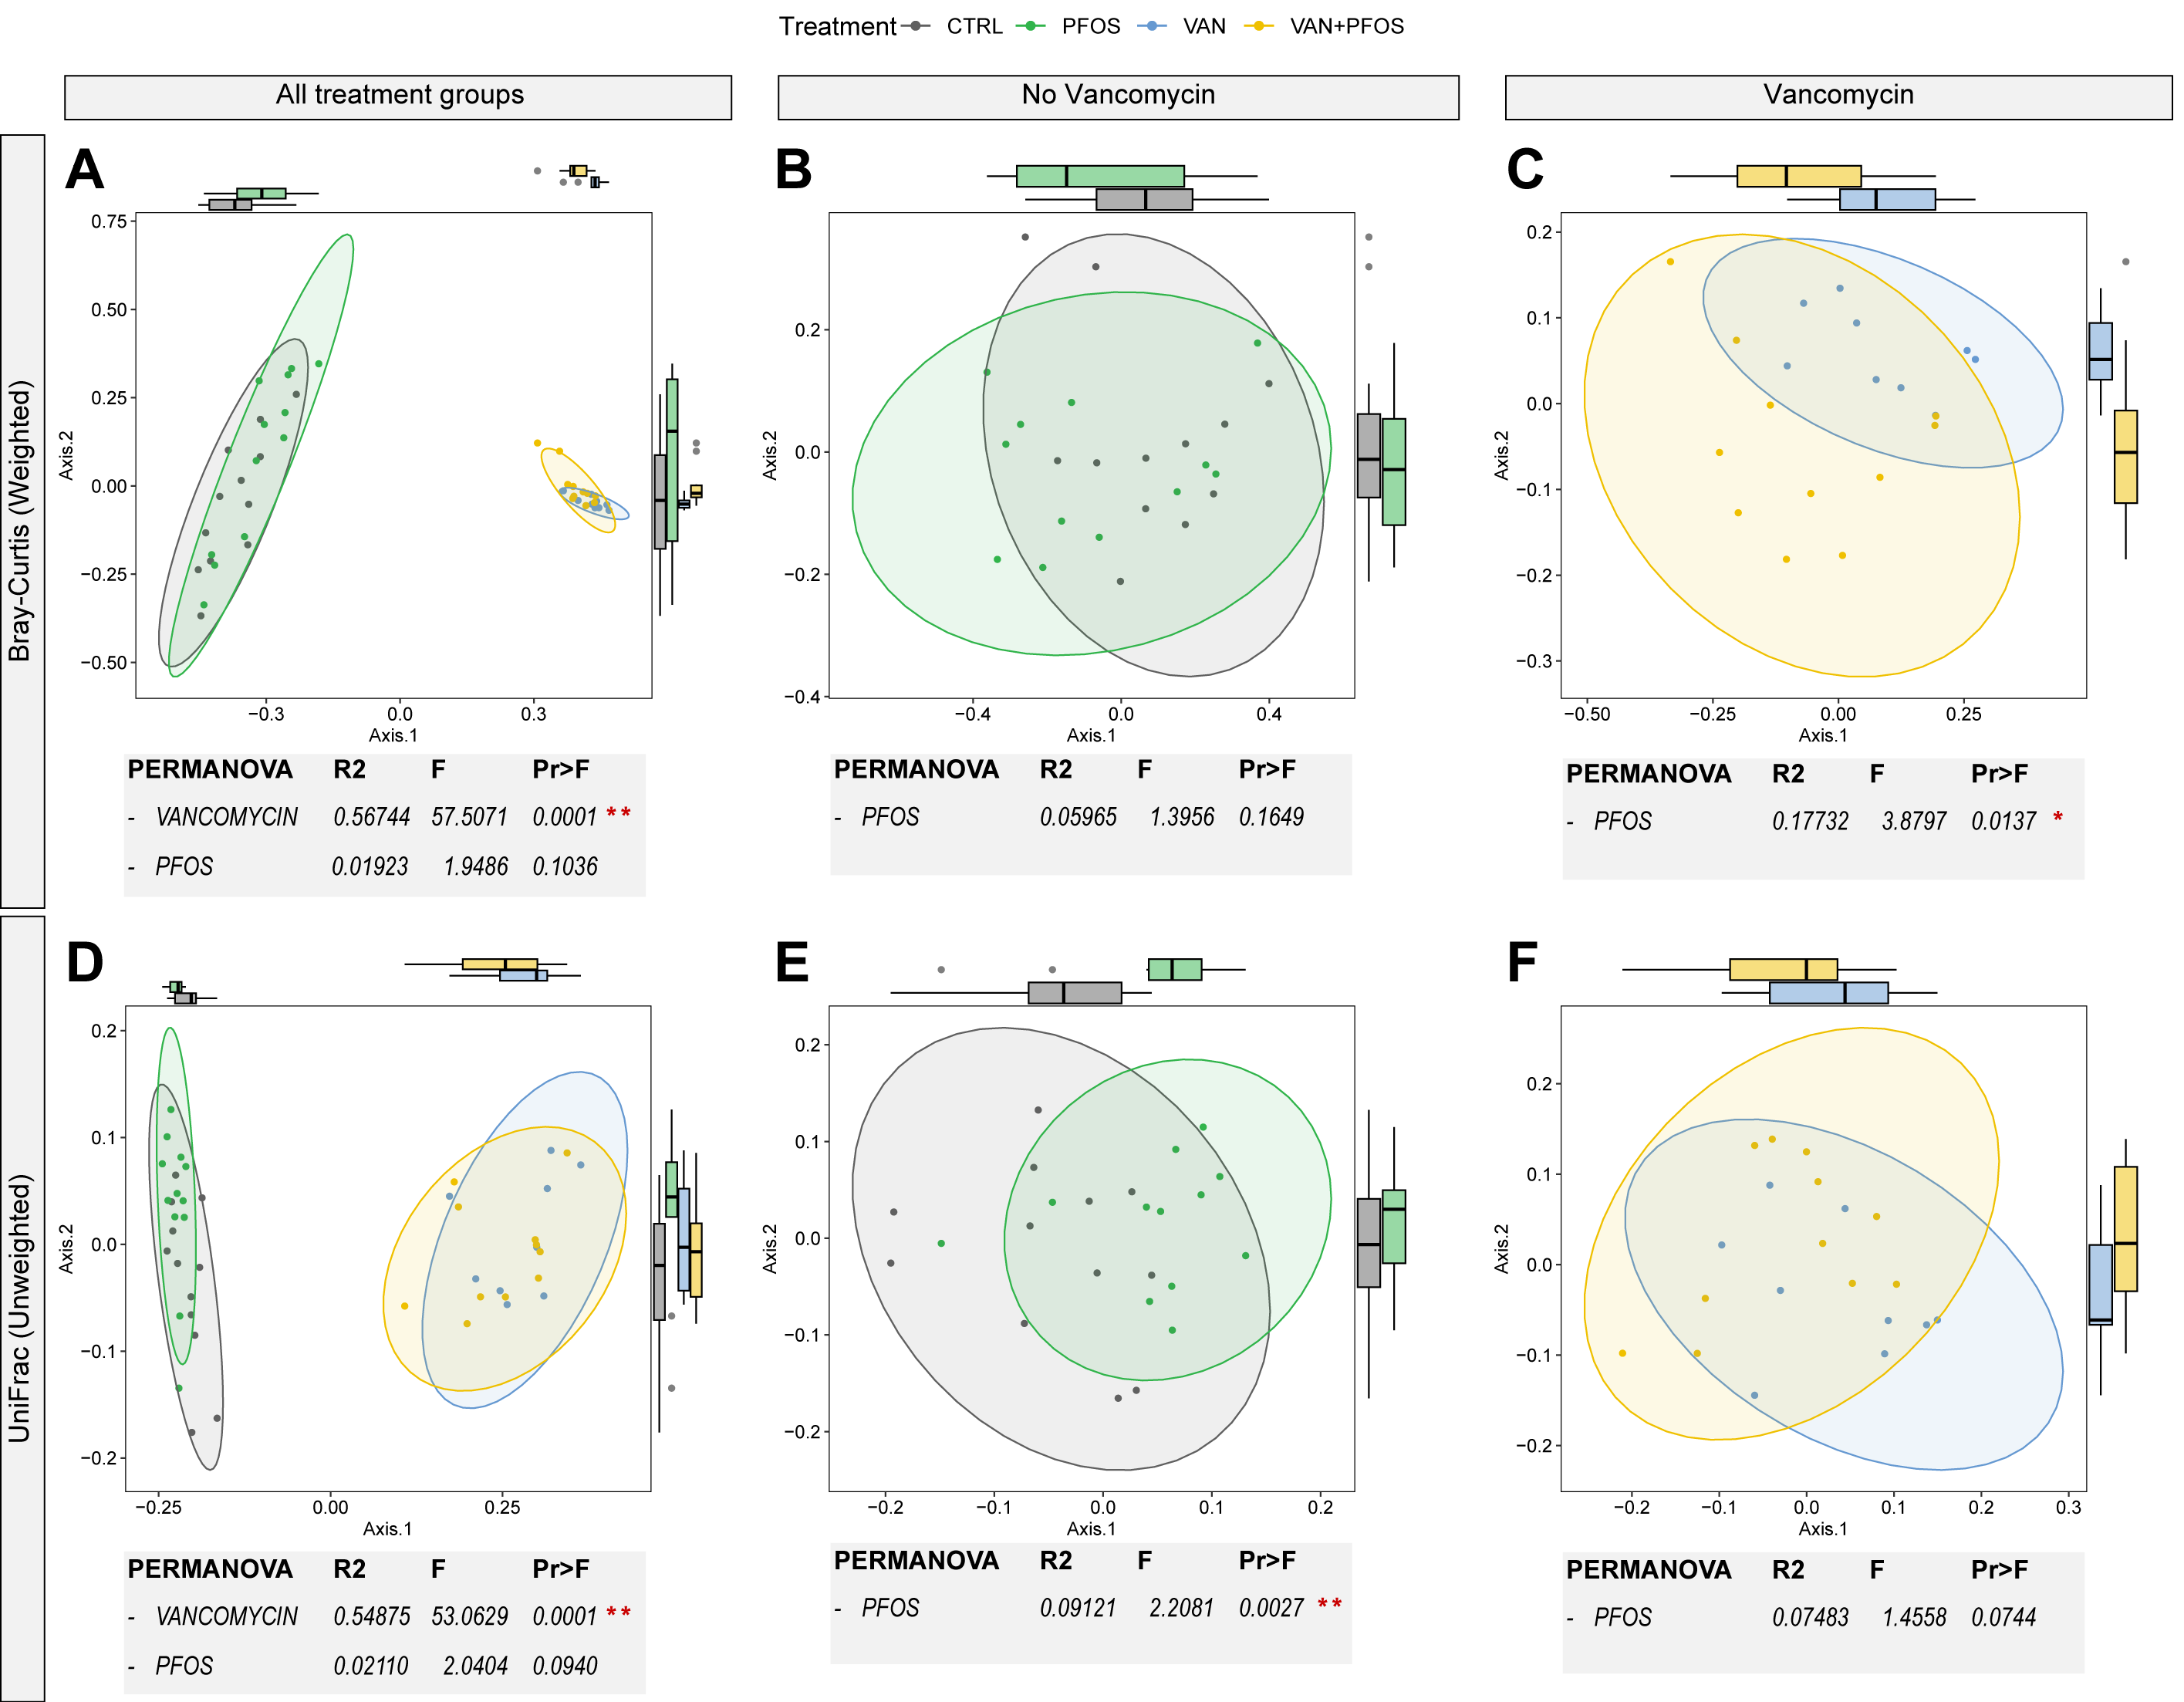 Treatment CTRL PFOS VAN VAN+PFOS
All treatment groups
No Vancomycin
Vancomycin
Bray-Curtis (Weighted)
A
0.75
0.50
0.25
0.00
−0.25
−0.50
Axis.2
−0.3 0.0 0.3
Axis.1
PERMANOVA R2 F Pr>F
- VANCOMYCIN 0.56744 57.5071 0.0001 **
- PFOS 0.01923 1.9486 0.1036
B
0.2
0.0
−0.2
−0.4
Axis.2
−0.4 0.0 0.4
Axis.1
PERMANOVA R2 F Pr>F
- PFOS 0.05965 1.3956 0.1649
C
0.2
0.1
0.0
−0.1
−0.2
−0.3
Axis.2
−0.50 −0.25 0.00 0.25
Axis.1
PERMANOVA R2 F Pr>F
- PFOS 0.17732 3.8797 0.0137 *
UniFrac (Unweighted)
D
0.2
0.1
0.0
−0.1
−0.2
Axis.2
−0.25 0.00 0.25
Axis.1
PERMANOVA R2 F Pr>F
- VANCOMYCIN 0.54875 53.0629 0.0001 **
- PFOS 0.02110 2.0404 0.0940
E
0.2
0.1
0.0
−0.1
−0.2
Axis.2
−0.2 −0.1 0.0 0.1 0.2
Axis.1
PERMANOVA R2 F Pr>F
- PFOS 0.09121 2.2081 0.0027 **
F
0.2
0.1
0.0
−0.1
−0.2
Axis.2
−0.2 −0.1 0.0 0.1 0.2 0.3
Axis.1
PERMANOVA R2 F Pr>F
- PFOS 0.07483 1.4558 0.0744